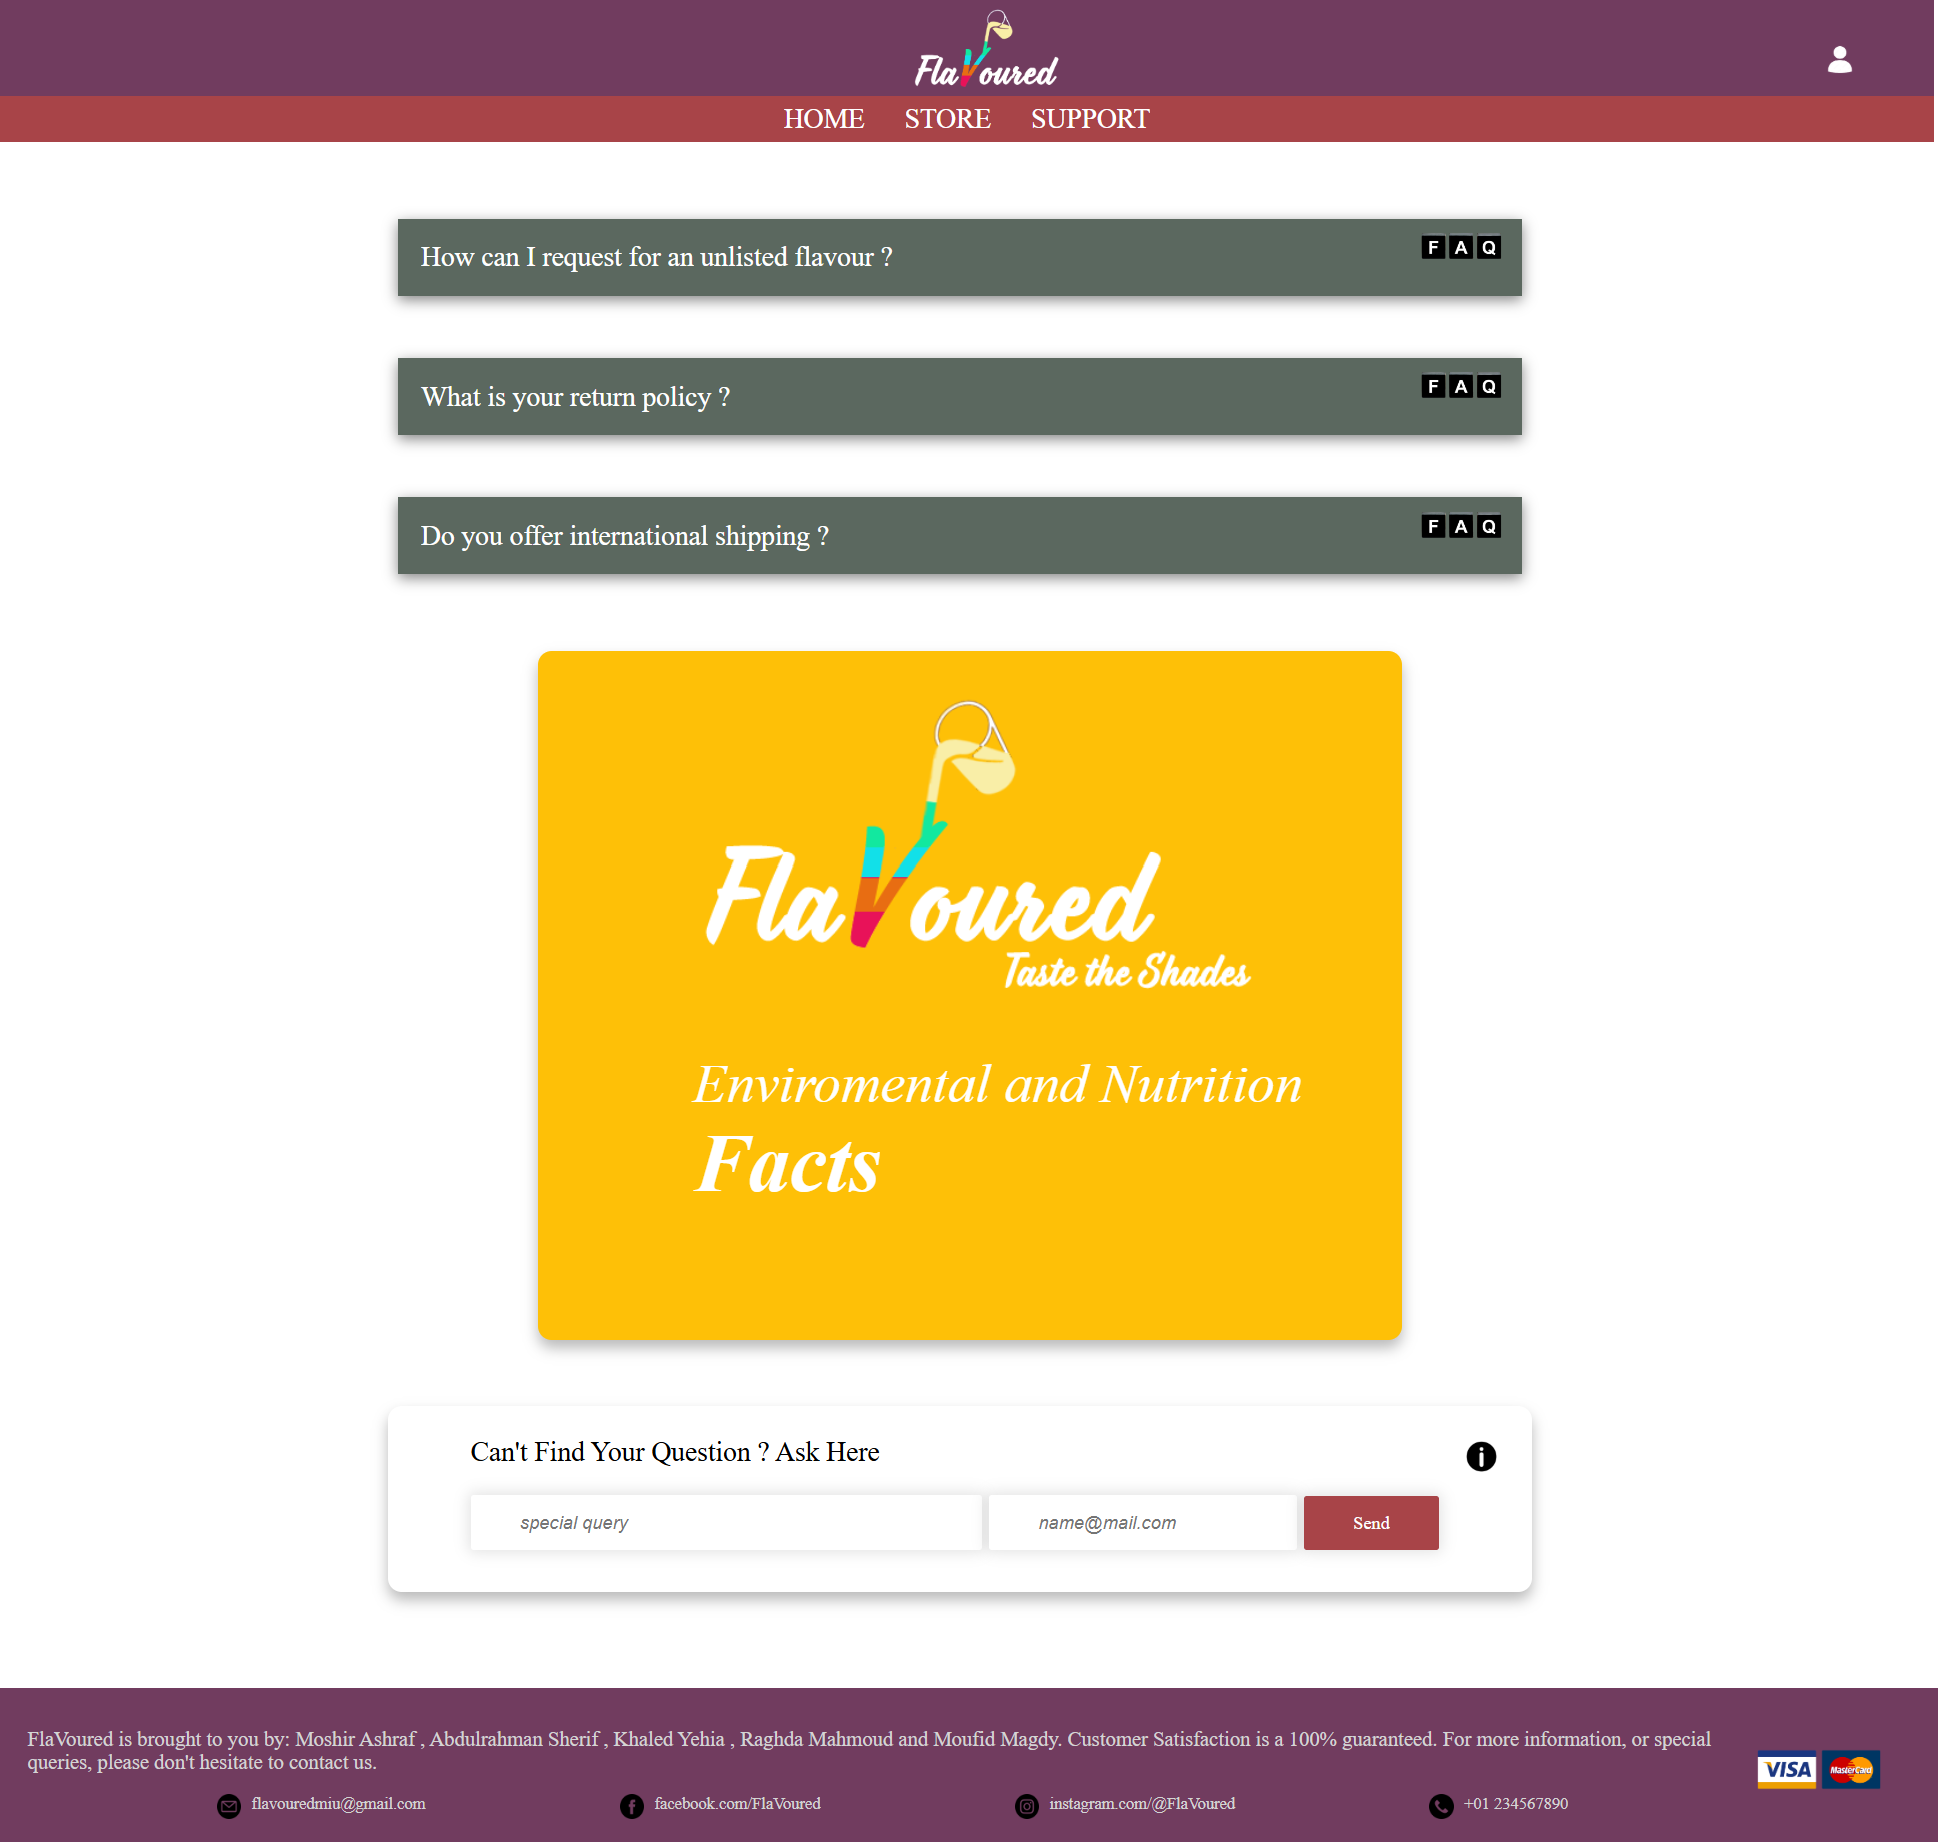 FlaVoured
HOME STORE SUPPORT
How can I request for an unlisted flavour ?
F A Q
What is your return policy ?
F A Q
Do you offer international shipping ?
F A Q
FlaVoured
Taste the Shades
Enviromental and Nutrition
Facts
Can't Find Your Question ? Ask Here
special query
name@mail.com
Send
FlaVoured is brought to you by: Moshir Ashraf , Abdulrahman Sherif , Khaled Yehia , Raghda Mahmoud and Moufid Magdy. Customer Satisfaction is a 100% guaranteed. For more information, or special
queries, please don't hesitate to contact us.
VISA MasterCard
flavouredmiu@gmail.com
facebook.com/FlaVoured
instagram.com/@FlaVoured
+01 234567890